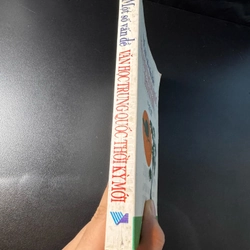 Một số vấn đề VĂN HỌC TRUNG QUỐC THỜI KỲ MỚI